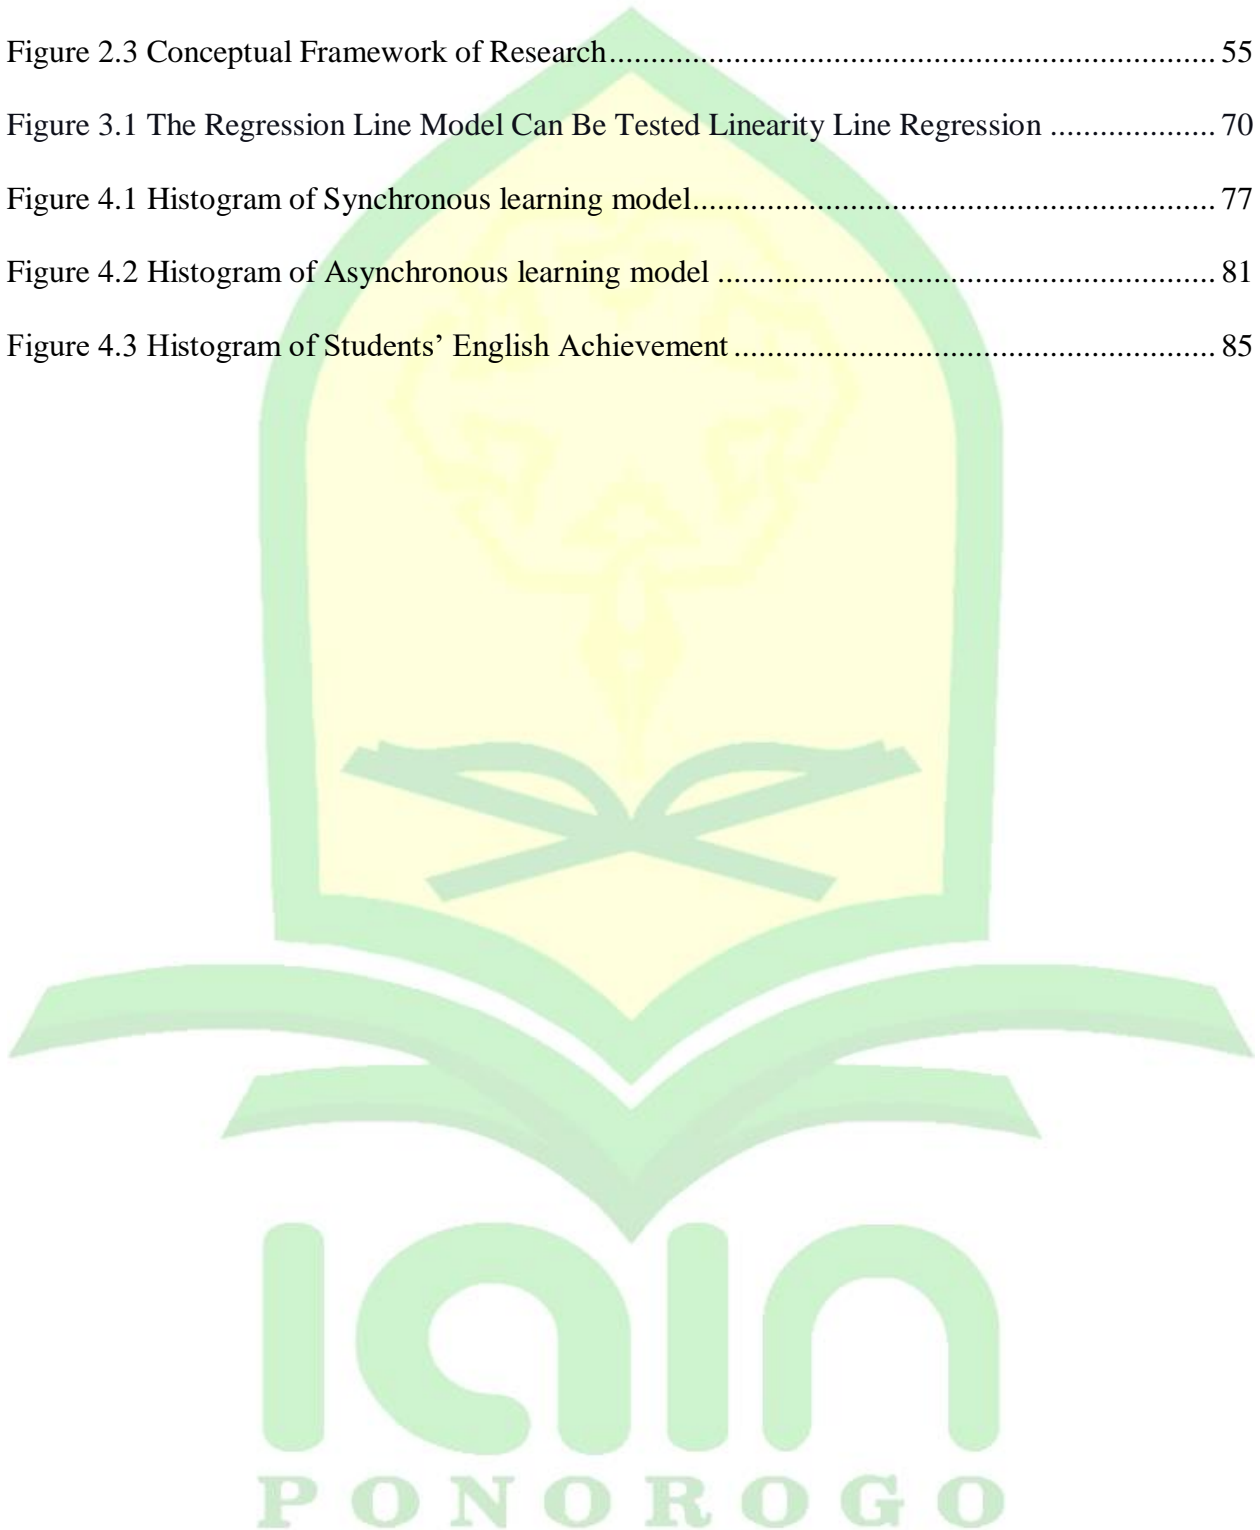 Figure 2.3 Conceptual Framework of Research.......................................................................................... 55
Figure 3.1 The Regression Line Model Can Be Tested Linearity Line Regression .................... 70
Figure 4.1 Histogram of Synchronous learning model............................................................................ 77
Figure 4.2 Histogram of Asynchronous learning model ......................................................................... 81
Figure 4.3 Histogram of Students’ English Achievement ...................................................................... 85
iain
PONOROGO